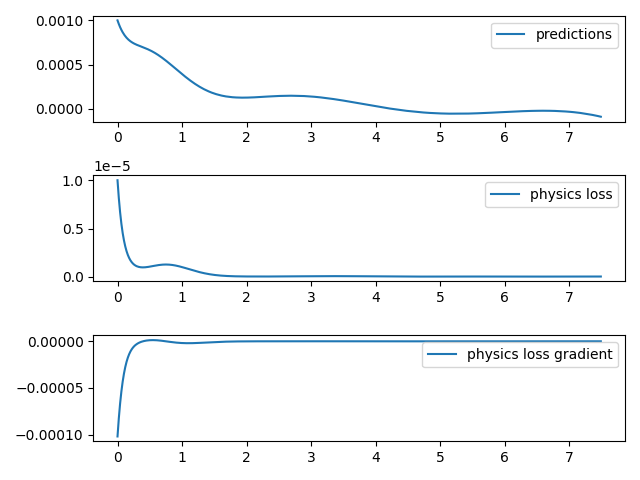 0.0010
0.0005
0.0000
predictions
0 1 2 3 4 5 6 7
1e−5
1.0
0.5
0.0
physics loss
0 1 2 3 4 5 6 7
0.00000
−0.00005
−0.00010
physics loss gradient
0 1 2 3 4 5 6 7